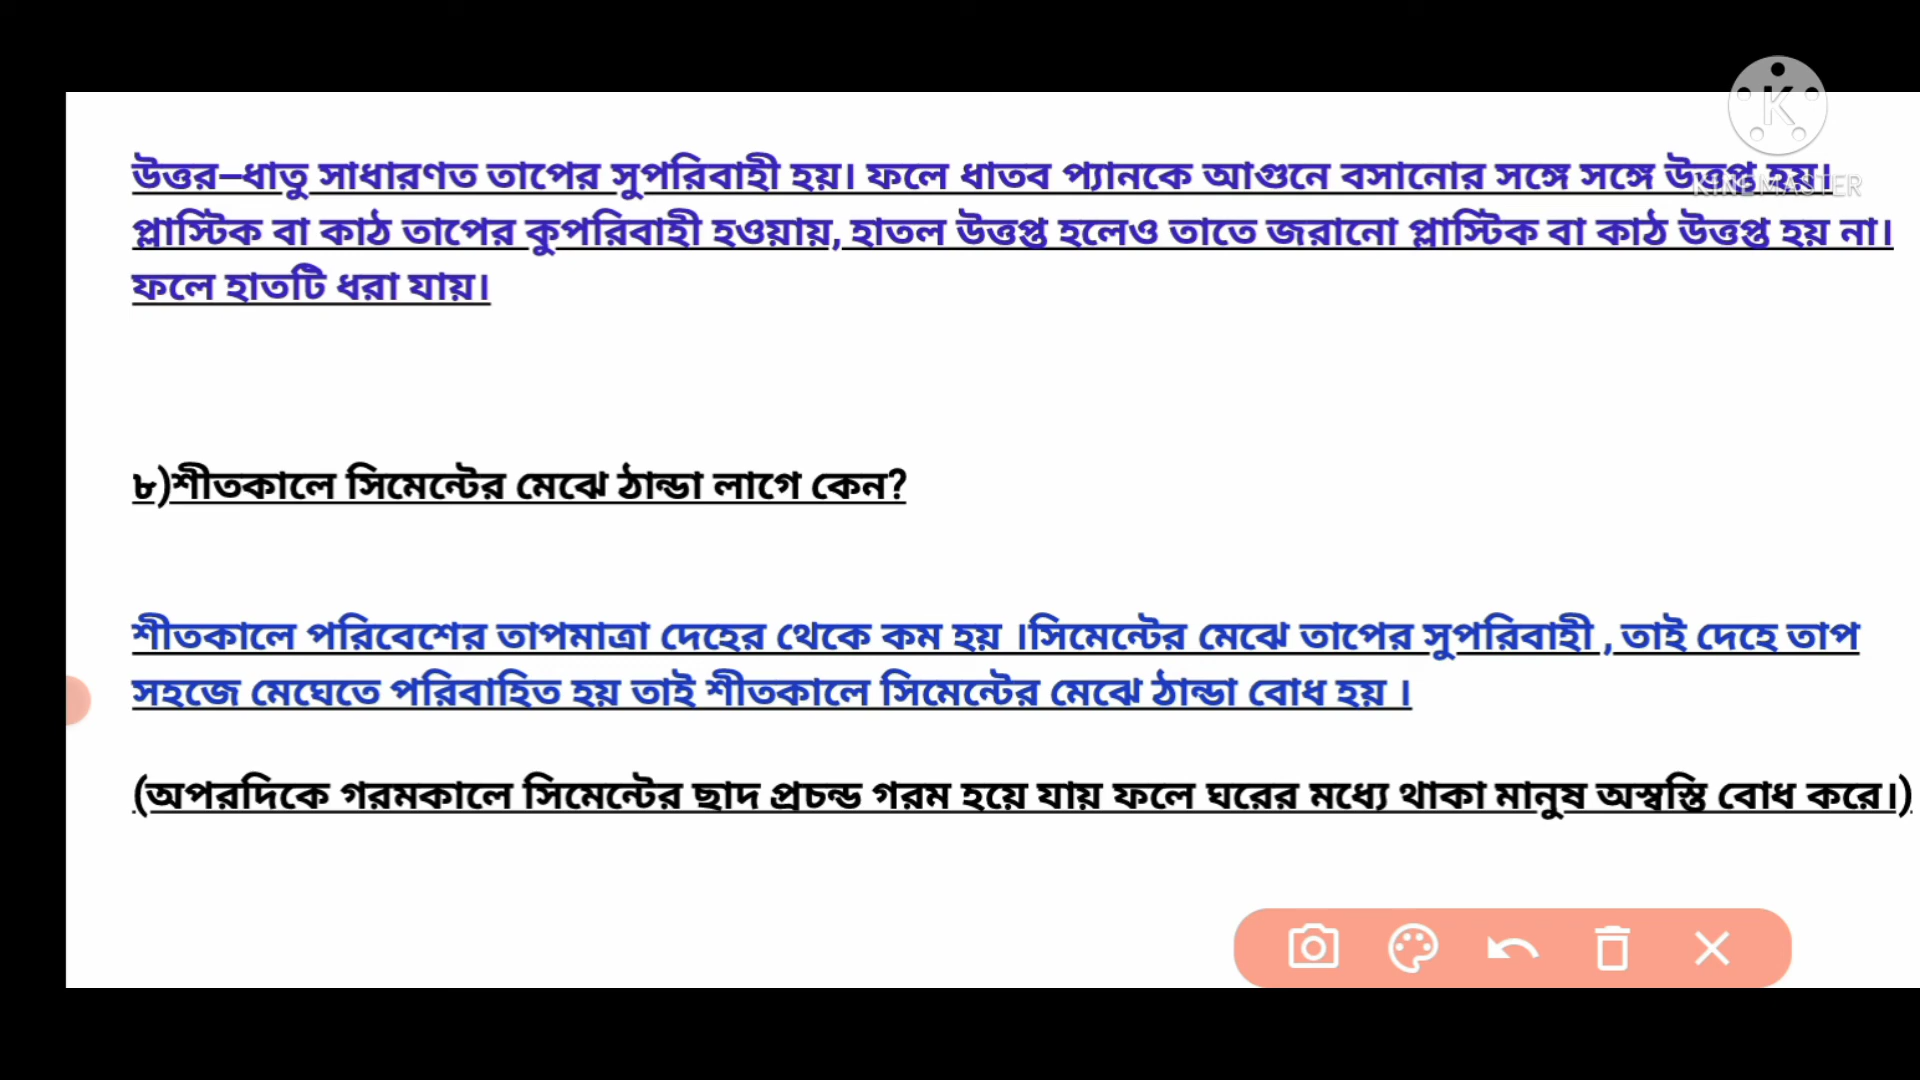 উত্তর–ধাতু সাধারণত তাপের সুপরিবাহী হয়। ফলে ধাতব প্যানকে আগুনে বসানোর সঙ্গে সঙ্গে উত্তপ্ত হয়।
KINEMASTER
প্লাস্টিক বা কাঠ তাপের কুপরিবাহী হওয়ায়, হাতল উত্তপ্ত হলেও তাতে জরানো প্লাস্টিক বা কাঠ উত্তপ্ত হয় না।
ফলে হাতটি ধরা যায়।
৮)শীতকালে সিমেন্টের মেঝে ঠান্ডা লাগে কেন?
শীতকালে পরিবেশের তাপমাত্রা দেহের থেকে কম হয় ।সিমেন্টের মেঝে তাপের সুপরিবাহী , তাই দেহে তাপ
সহজে মেঘেতে পরিবাহিত হয় তাই শীতকালে সিমেন্টের মেঝে ঠান্ডা বোধ হয় ।
(অপরদিকে গরমকালে সিমেন্টের ছাদ প্রচন্ড গরম হয়ে যায় ফলে ঘরের মধ্যে থাকা মানুষ অস্বস্তি বোধ করে।)